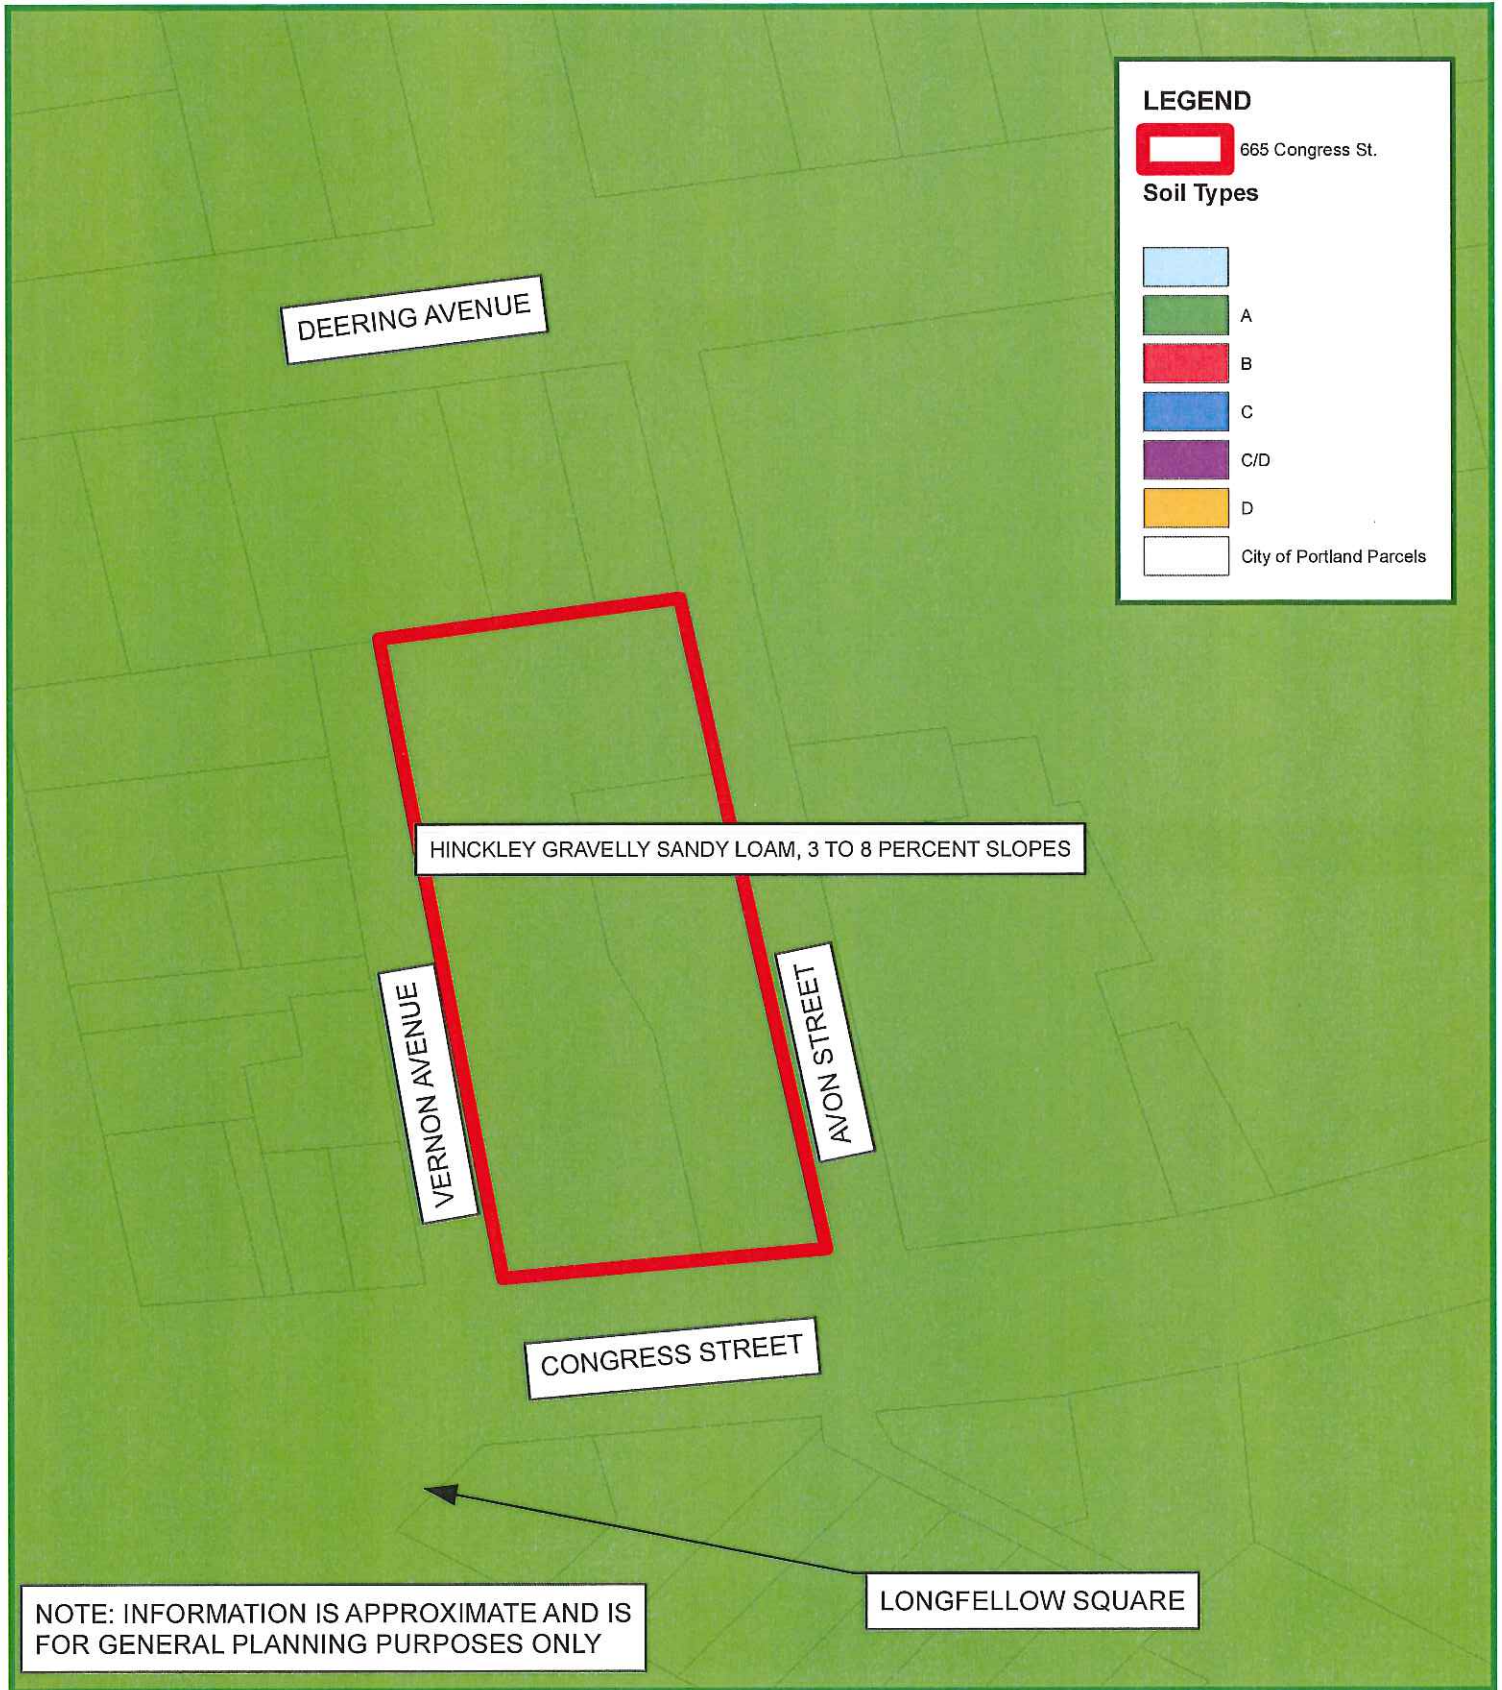 LEGEND
665 Congress St.
Soil Types
A
B
C
C/D
D
City of Portland Parcels
DEERING AVENUE
HINCKLEY GRAVELLY SANDY LOAM, 3 TO 8 PERCENT SLOPES
VERNON AVENUE
AVON STREET
CONGRESS STREET
LONGFELLOW SQUARE
NOTE: INFORMATION IS APPROXIMATE AND IS
FOR GENERAL PLANNING PURPOSES ONLY